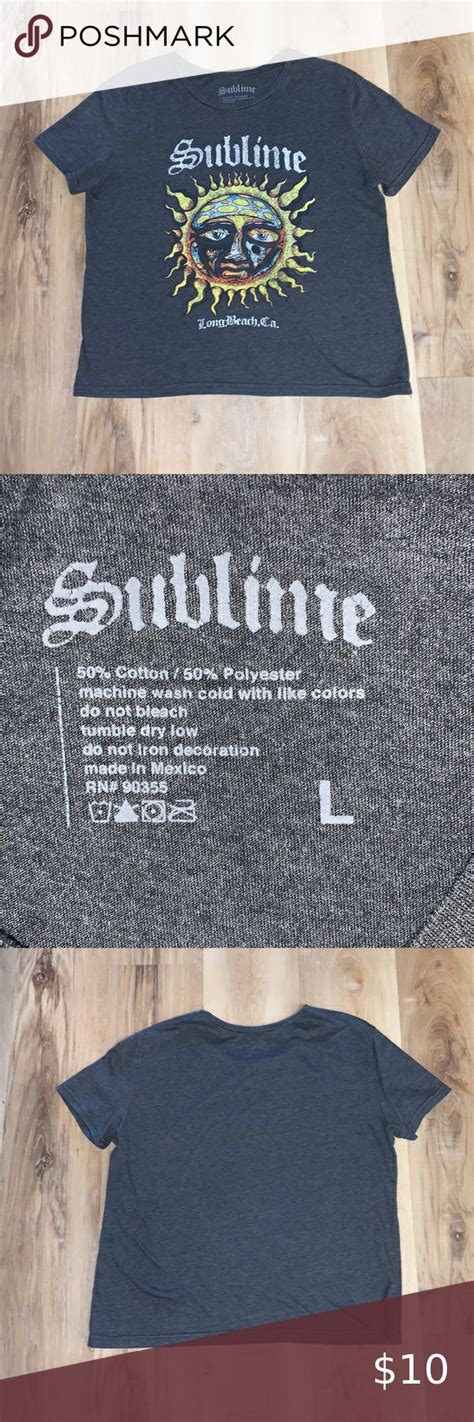 POSHMARK
Sublime
Sublime
Long Beach, Ca.
Sublime
50% Cotton / 50% Polyester
machine wash cold with like colors
do not bleach
tumble dry low
do not iron decoration
made in Mexico
RN# 90355
L
$10